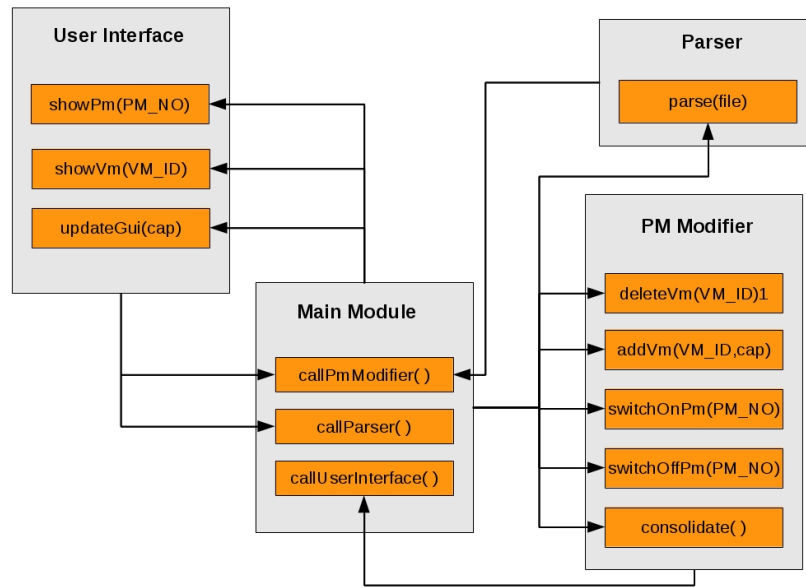 User Interface
showPm(PM_NO)
showVm(VM_ID)
updateGui(cap)
Parser
parse(file)
Main Module
callPmModifier( )
callParser( )
callUserInterface( )
PM Modifier
deleteVm(VM_ID)1
addVm(VM_ID,cap)
switchOnPm(PM_NO)
switchOffPm(PM_NO)
consolidate( )